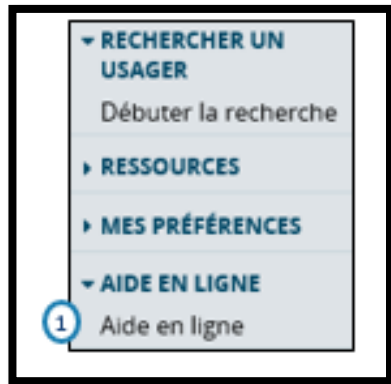 RECHERCHER UN
USAGER
Débuter la recherche
RESSOURCES
MES PRÉFÉRENCES
AIDE EN LIGNE
1 Aide en ligne